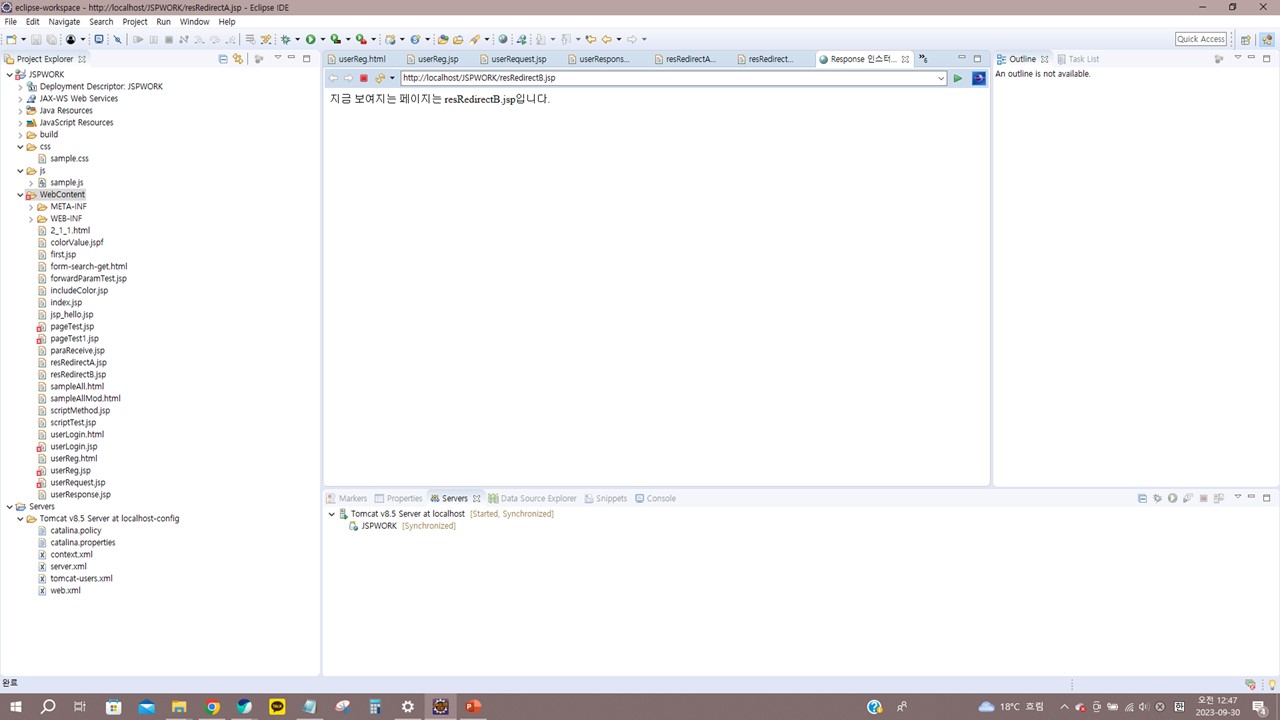 eclipse-workspace - http://localhost/JSPWORK/resRedirectA.jsp - Eclipse IDE
File Edit Navigate Search Project Run Window Help
Quick Access
Project Explorer
JSPWORK
Deployment Descriptor: JSPWORK
JAX-WS Web Services
Java Resources
JavaScript Resources
build
css
sample.css
js
sample.js
WebContent
META-INF
WEB-INF
2_1_1.html
colorValue.jspf
first.jsp
form-search-get.html
forwardParamTest.jsp
includeColor.jsp
index.jsp
jsp_hello.jsp
pageTest.jsp
pageTest1.jsp
paraReceive.jsp
resRedirectA.jsp
resRedirectB.jsp
sampleAll.html
sampleAllMod.html
scriptMethod.jsp
scriptTest.jsp
userLogin.html
userLogin.jsp
userReg.html
userReg.jsp
userRequest.jsp
userResponse.jsp
Servers
Tomcat v8.5 Server at localhost-config
catalina.policy
catalina.properties
context.xml
server.xml
tomcat-users.xml
web.xml
userReg.html userReg.jsp userRequest.jsp userRespons... resRedirectA... resRedirect... Response 인스터... »6
http://localhost/JSPWORK/resRedirectB.jsp
지금 보여지는 페이지는 resRedirectB.jsp입니다.
Outline Task List
An outline is not available.
Markers Properties Servers Data Source Explorer Snippets Console
Tomcat v8.5 Server at localhost [Started, Synchronized]
JSPWORK [Synchronized]
완료
18°C 흐림
오전 12:47
2023-09-30
4